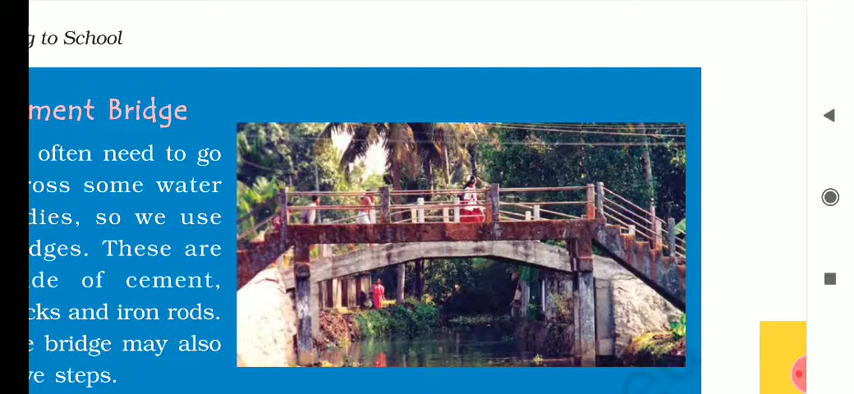 to School
ment Bridge
often need to go
ross some water
dies, so we use
dges. These are
de of cement,
cks and iron rods.
bridge may also
ve steps.